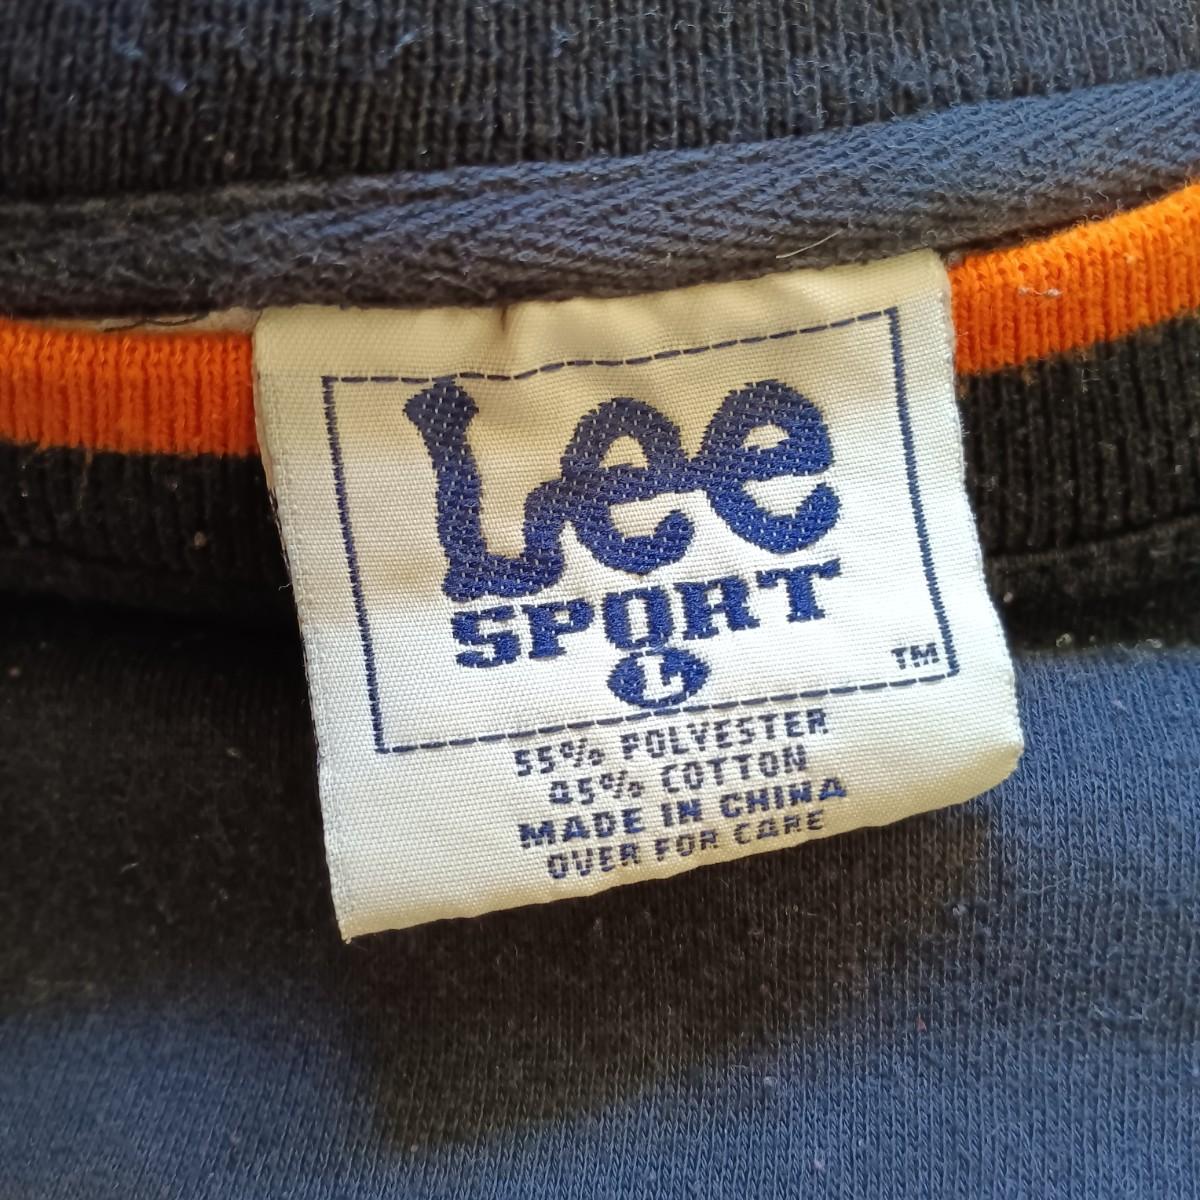 Lee
SPORT
L
TM
55% POLYESTER
45% COTTON
MADE IN CHINA
OVER FOR CARE